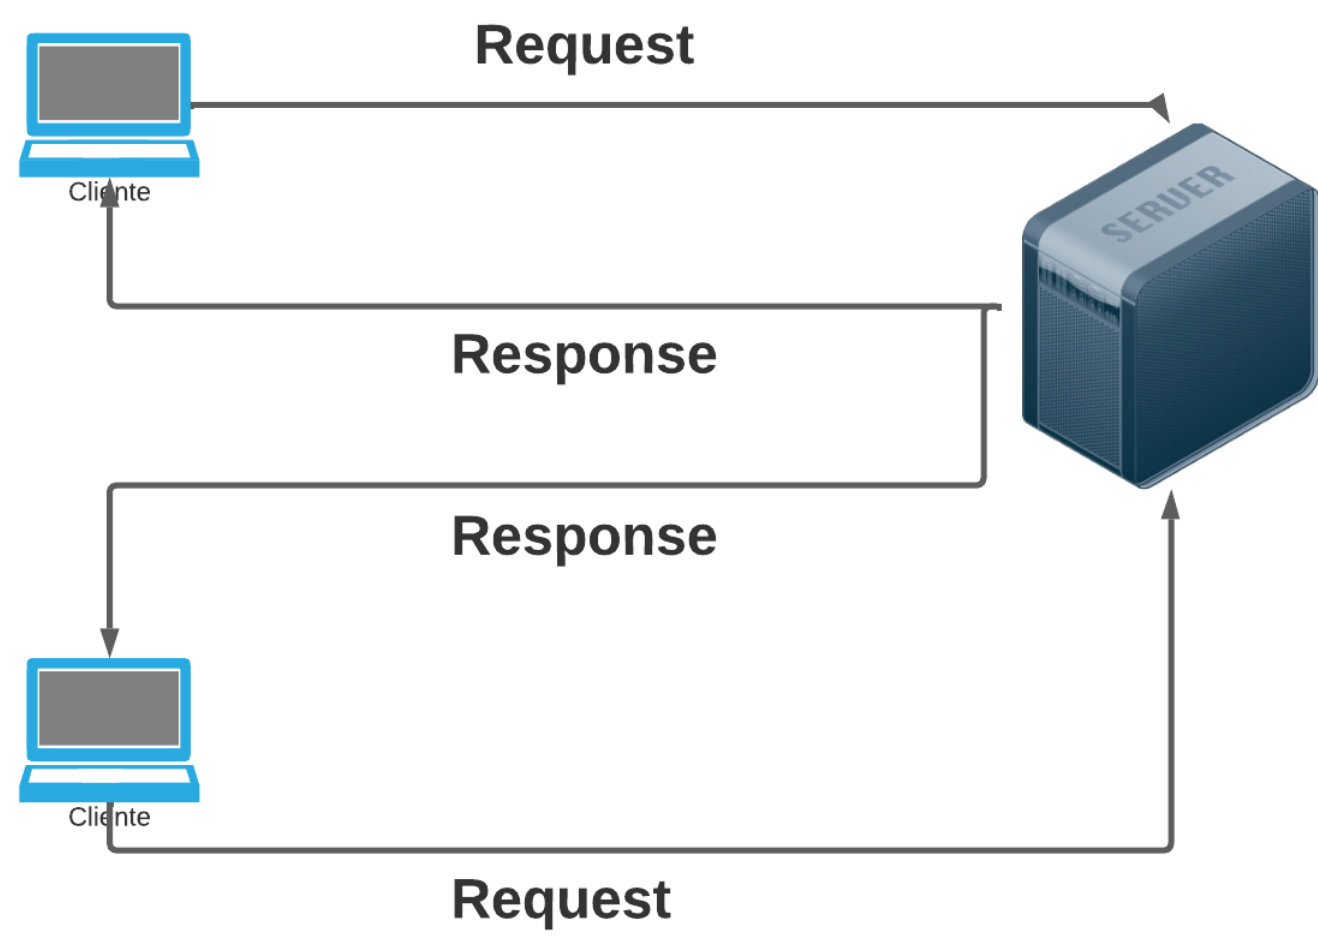 Request
Cliente
SERVER
Response
Response
Cliente
Request